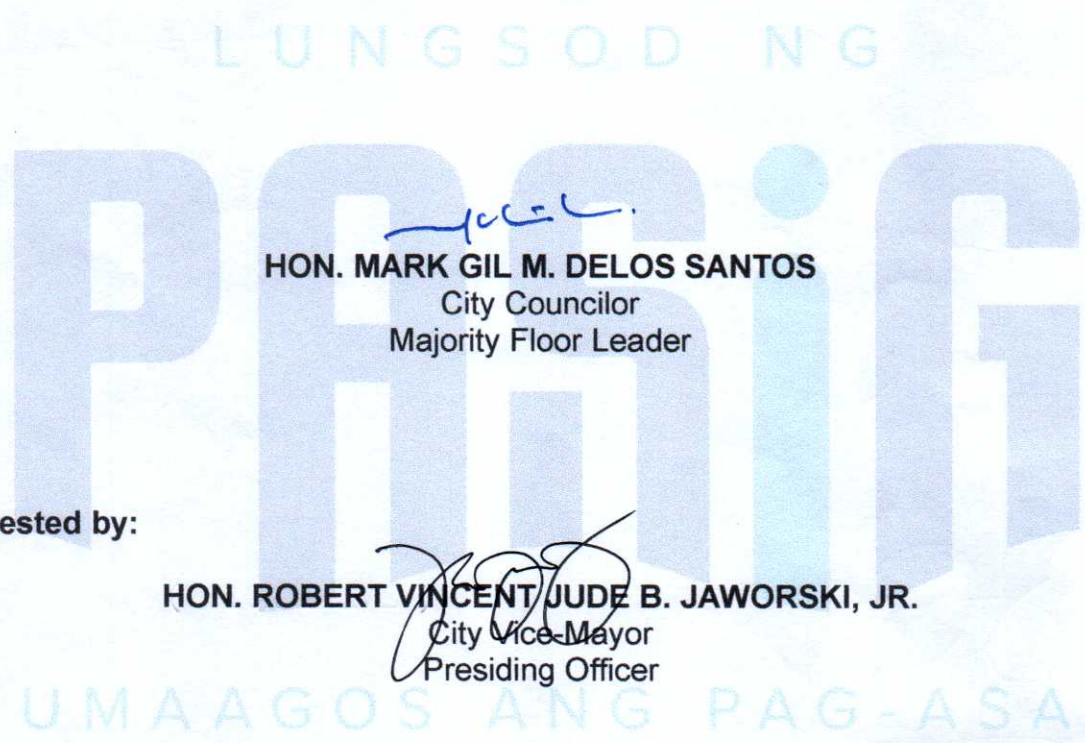 LUNGSOD NG
PASiG
HON. MARK GIL M. DELOS SANTOS
City Councilor
Majority Floor Leader
ested by:
HON. ROBERT VINCENT JUDE B. JAWORSKI, JR.
City Vice-Mayor
Presiding Officer
UMAAGOS ANG PAG-ASA